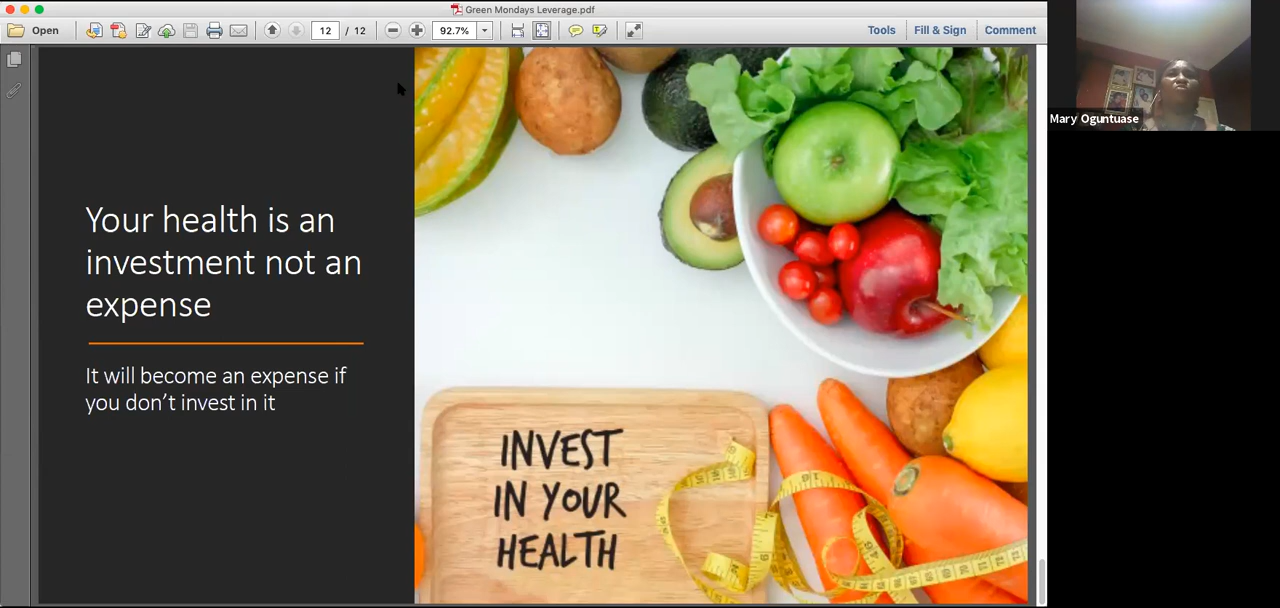 Green Mondays Leverage.pdf
Open
12 / 12
92.7%
Tools
Fill & Sign
Comment
Mary Oguntuase
Your health is an
investment not an
expense
It will become an expense if
you don't invest in it
INVEST
IN YOUR
HEALTH